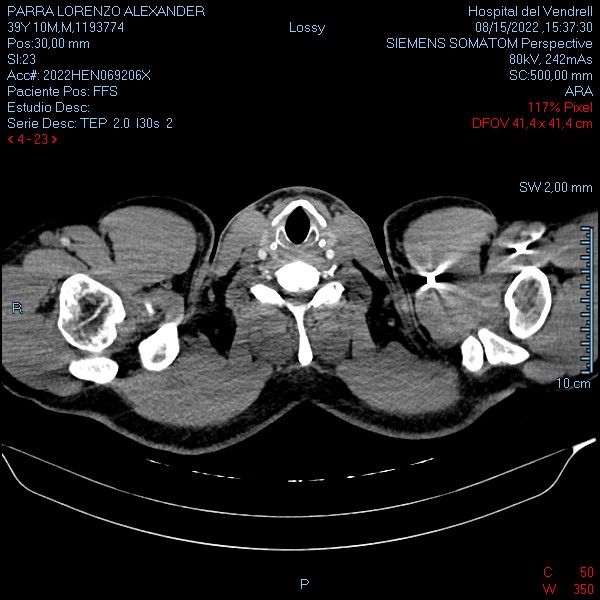 PARRA LORENZO ALEXANDER
39Y 10M,M,1193774
Pos:30,00 mm
SI:23
Acc#: 2022HEN069206X
Paciente Pos: FFS
Estudio Desc:
Serie Desc: TEP 2.0 I30s 2
< 4 - 23 >
Lossy
Hospital del Vendrell
08/15/2022 ,15:37:30
SIEMENS SOMATOM Perspective
80kV, 242mAs
SC:500,00 mm
ARA
117% Pixel
DFOV 41,4 x 41,4 cm
SW 2,00 mm
R
10 cm
P
C 50
W 350